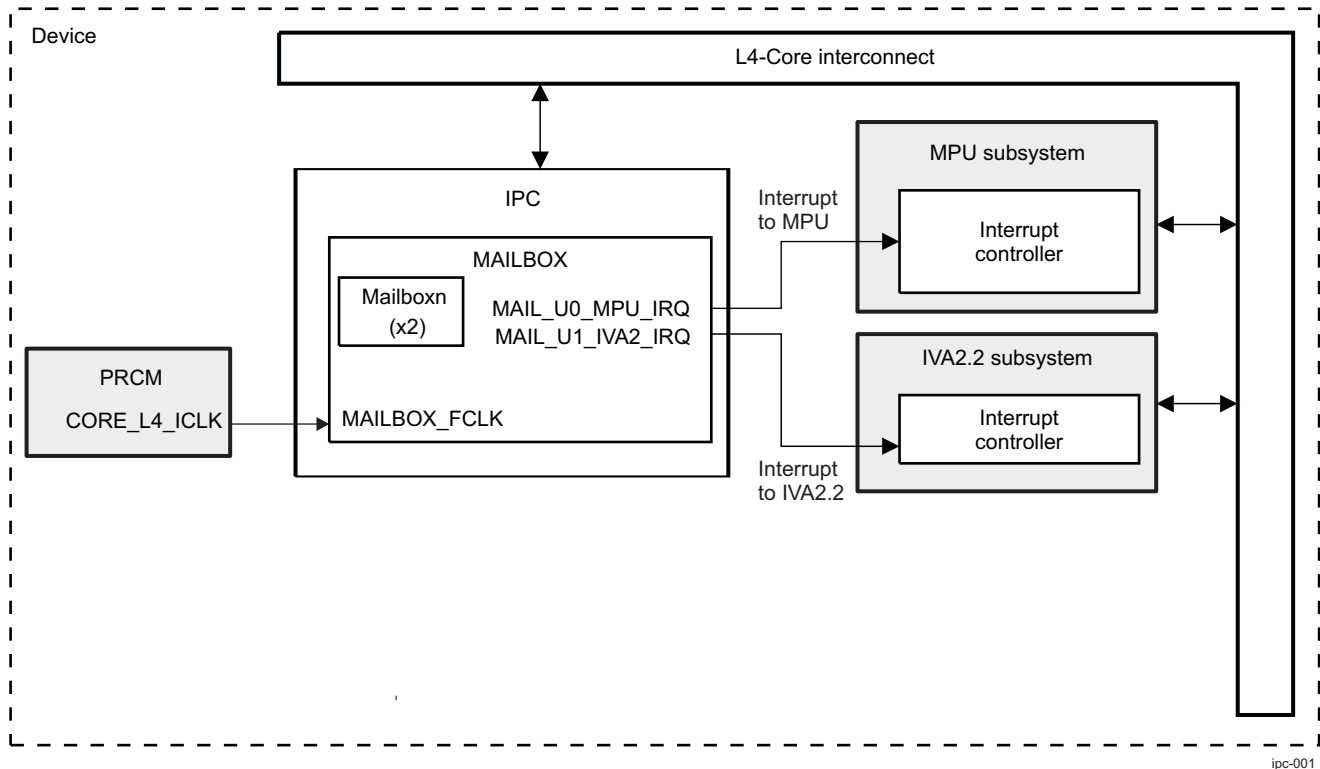 Device
L4-Core interconnect
MPU subsystem
IPC
Interrupt
to MPU
Interrupt
controller
MAILBOX
Mailboxn
(x2)
MAIL_U0_MPU_IRQ
MAIL_U1_IVA2_IRQ
IVA2.2 subsystem
PRCM
CORE_L4_ICLK
MAILBOX_FCLK
Interrupt
controller
Interrupt
to IVA2.2
ipc-001